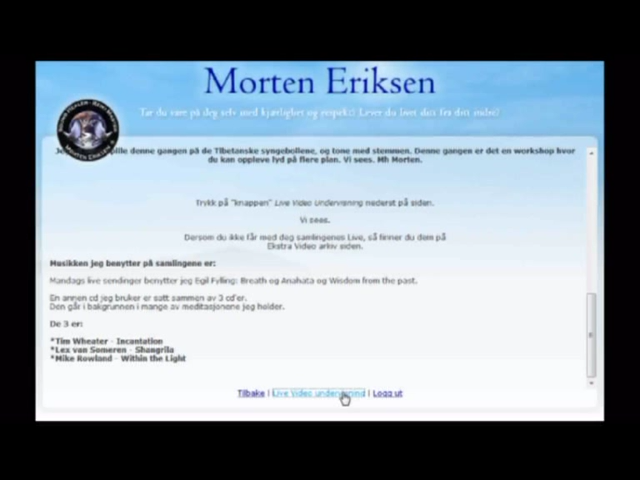 Morten Eriksen
Tar du vare på deg selv med kjærlighet og respekt? Lever du livet ditt fra ditt indre?
spille denne gangen på de Tibetanske syngebollene, og tone med stemmen. Denne gangen er det en workshop hvor
du kan oppleve lyd på flere plan. Vi sees. Mh Morten.
Trykk på "knappen" Live Video Undervisning nederst på siden.
Vi sees.
Dersom du ikke får med deg samlingenes Live, så finner du dem på
Ekstra Video arkiv siden.
Musikken jeg benytter på samlingene er:
Mandags live sendinger benytter jeg Egil Fylling: Breath og Anahata og Wisdom from the past.
En annen cd jeg bruker er satt sammen av 3 cd'er.
Den går i bakgrunnen i mange av meditasjonene jeg holder.
De 3 er:
*Tim Wheater - Incantation
*Lex van Someren - Shangrila
*Mike Rowland - Within the Light
Tilbake | Live Video undervisning | Logg ut